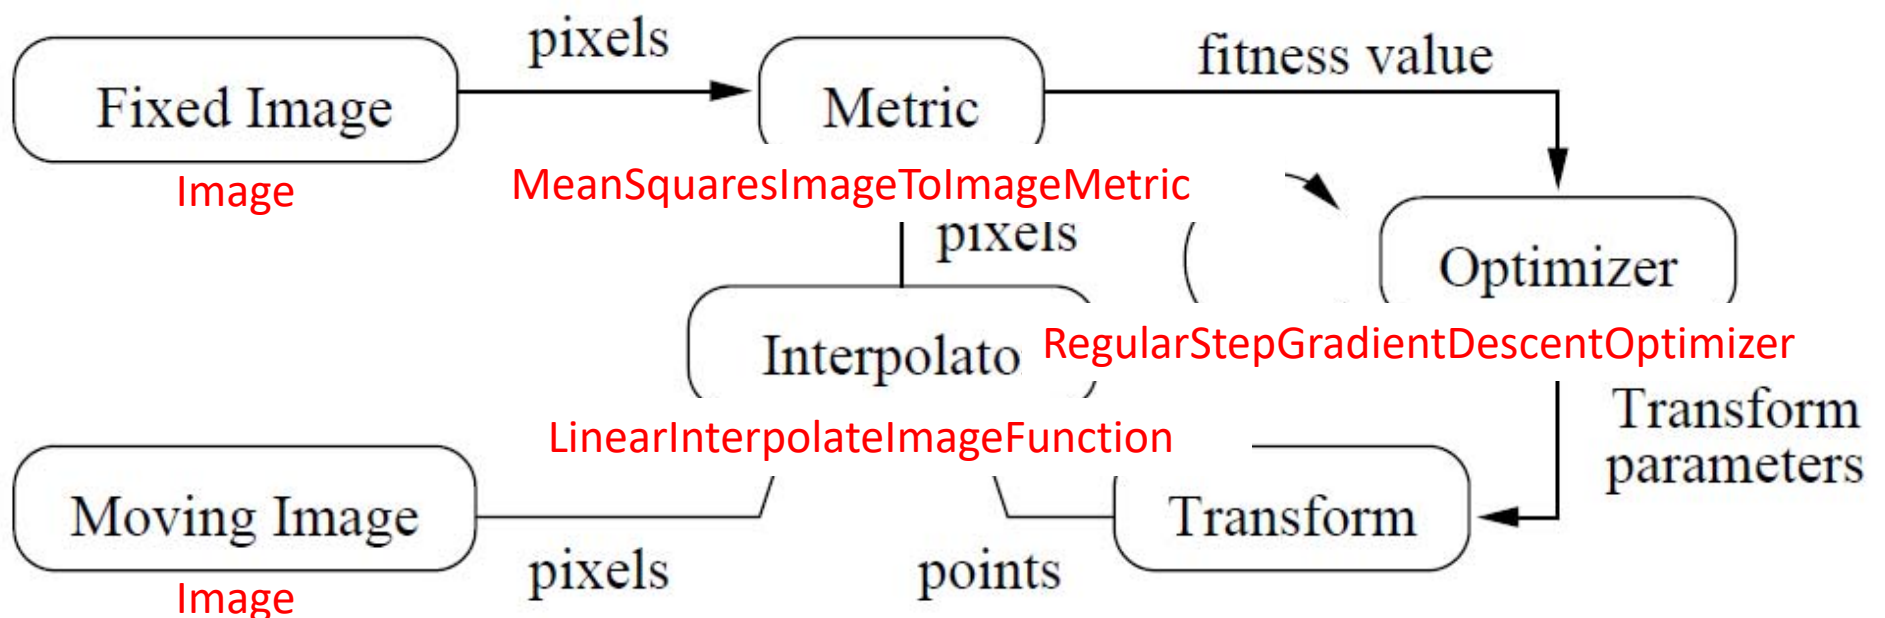 pixels
fitness value
Fixed Image
Metric
Image
MeanSquaresImageToImageMetric
pixels
Optimizer
Interpolato
RegularStepGradientDescentOptimizer
Transform
parameters
LinearInterpolateImageFunction
Moving Image
Transform
pixels
points
Image